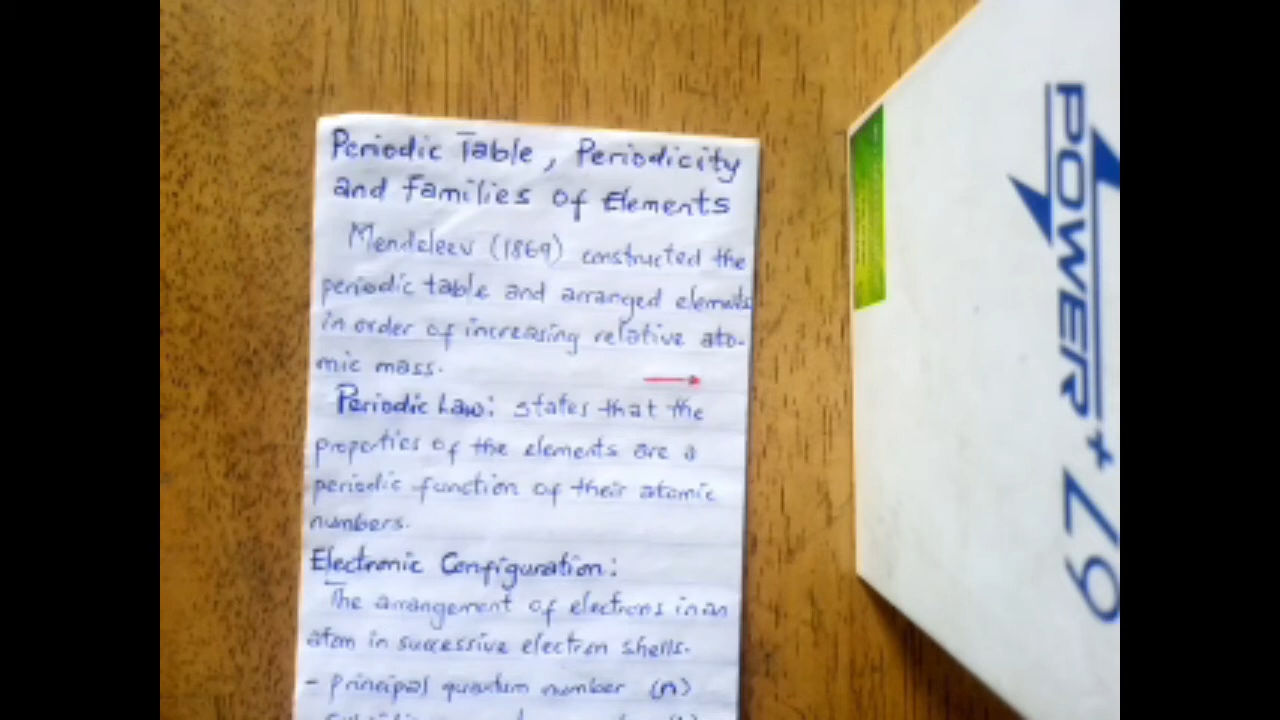 Periodic Table, Periodicity
and Families of Elements
Mendeleev (1869) constructed the
periodic table and arranged elements
in order of increasing relative ato-
mic mass.
Periodic Law: states that the
properties of the elements are a
periodic function of their atomic
numbers.
Electronic Configuration:
The arrangement of electrons in an
atom in successive electron shells.
- Principal quantum number (n)
POWER+ Z9